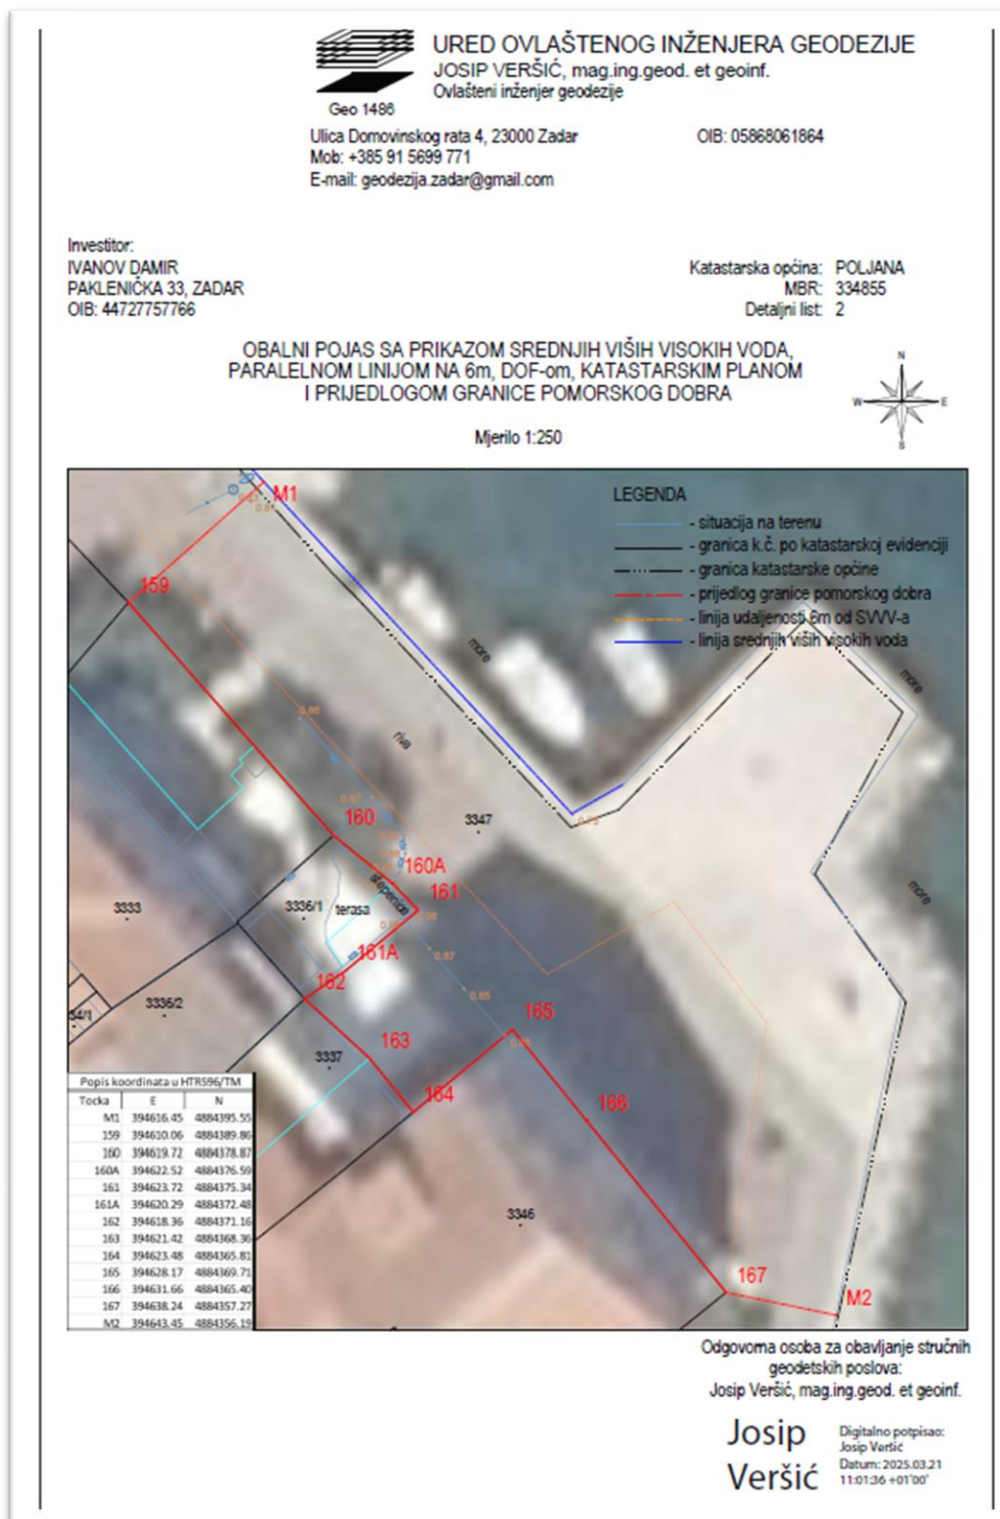 URED OVLAŠTENOG INŽENJERA GEODEZIJE
JOSIP VERŠIĆ, mag.ing.geod. et geoinf.
Ovlašteni inženjer geodezije
Geo 1486
Ulica Domovinskog rata 4, 23000 Zadar
OIB: 05868061864
Mob: +385 91 5699 771
E-mail: geodezija.zadar@gmail.com
Investitor:
IVANOV DAMIR
PAKLENIČKA 33, ZADAR
OIB: 44727757766
Katastarska općina: POLJANA
MBR: 334855
Detaljni list: 2
OBALNI POJAS SA PRIKAZOM SREDNJIH VIŠIH VISOKIH VODA,
PARALELNOM LINIJOM NA 6m, DOF-om, KATASTARSKIM PLANOM
I PRIJEDLOGOM GRANICE POMORSKOG DOBRA
Mjerilo 1:250
N
W E
S
LEGENDA
- situacija na terenu
- granica k.č. po katastarskoj evidenciji
- granica katastarske općine
- prijedlog granice pomorskog dobra
- linija udaljenosti 6m od SVVV-a
- linija srednjih viših visokih voda
M1
159
more
more
riva
0.86
0.87
160
3347
160A
stepenice
161
more
3333
3336/1
terasa
161A
0.87
162
0.85
3336/2
34/1
165
163
3337
164
166
3346
167
M2
Popis koordinata u HTRS96/TM
Tocka E N
M1 394616.45 4884395.55
159 394610.06 4884389.86
160 394619.72 4884378.87
160A 394622.52 4884376.59
161 394623.72 4884375.34
161A 394620.29 4884372.48
162 394618.36 4884371.16
163 394621.42 4884368.36
164 394623.48 4884365.81
165 394628.17 4884369.71
166 394631.66 4884365.40
167 394638.24 4884357.27
M2 394643.45 4884356.19
Odgovorna osoba za obavljanje stručnih
geodetskih poslova:
Josip Veršić, mag.ing.geod. et geoinf.
Josip
Veršić
Digitalno potpisao:
Josip Veršić
Datum: 2025.03.21
11:01:36 +01'00'